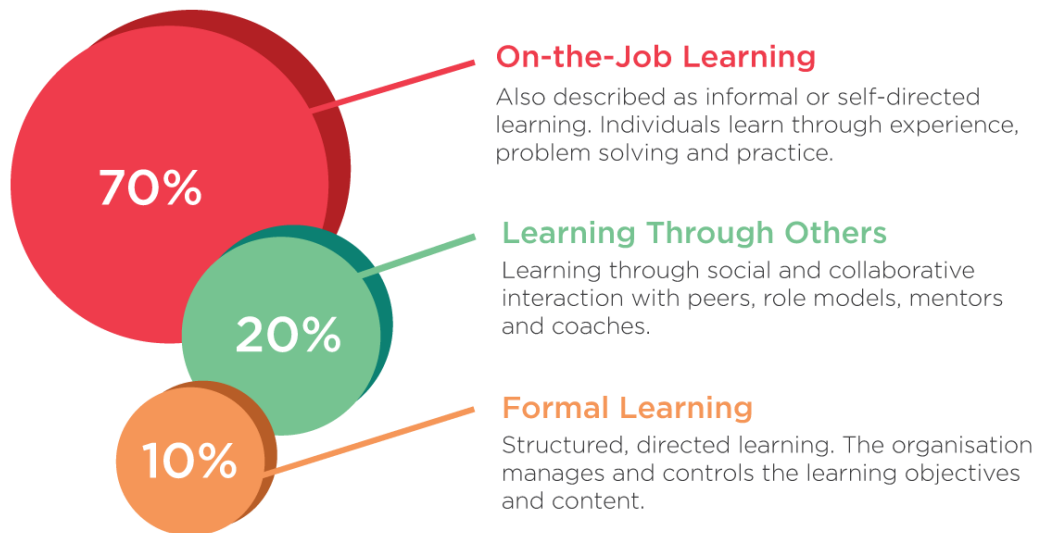 70%
On-the-Job Learning
Also described as informal or self-directed
learning. Individuals learn through experience,
problem solving and practice.
20%
Learning Through Others
Learning through social and collaborative
interaction with peers, role models, mentors
and coaches.
10%
Formal Learning
Structured, directed learning. The organisation
manages and controls the learning objectives
and content.